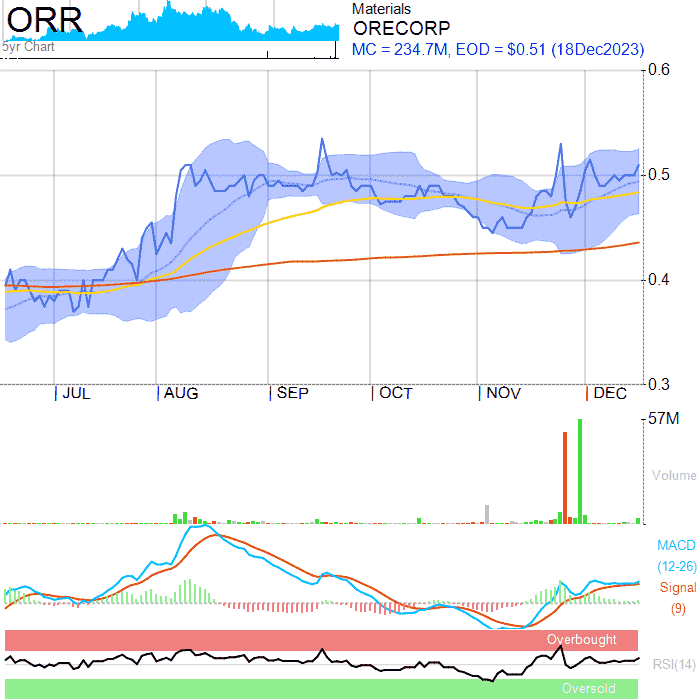 ORR
5yr Chart
Materials
ORECORP
MC = 234.7M, EOD = $0.51 (18Dec2023)
0.6
0.5
0.4
0.3
JUL AUG SEP OCT NOV DEC
57M
Volume
MACD
(12-26)
Signal
(9)
Overbought
RSI(14)
Oversold